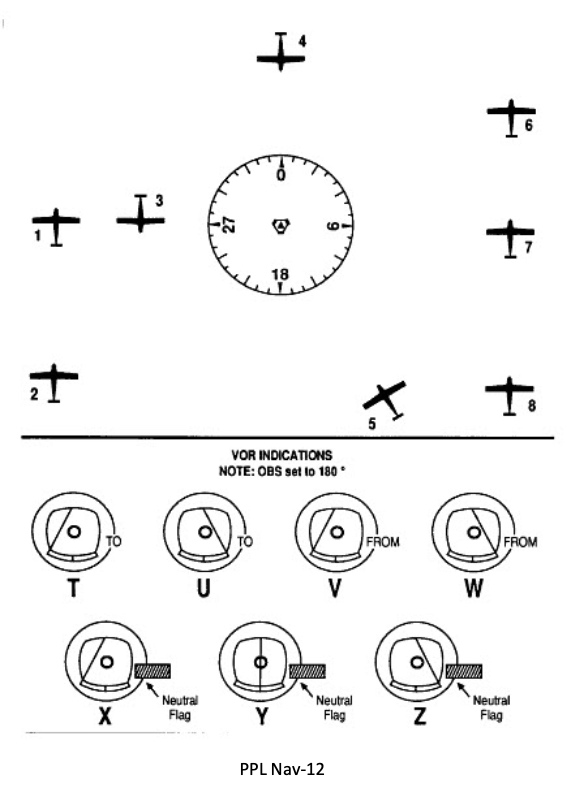 4
6
3
1
7
0
27
6
18
2
5
8
VOR INDICATIONS
NOTE: OBS set to 180 °
TO
TO
FROM
FROM
T
U
V
W
Neutral
Flag
Neutral
Flag
Neutral
Flag
X
Y
Z
PPL Nav-12